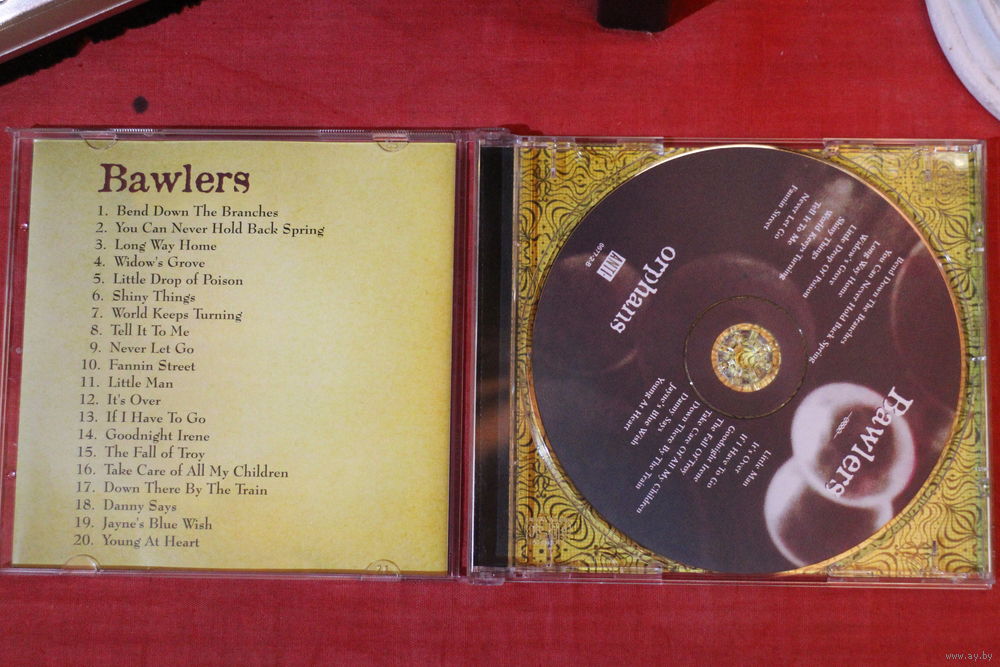 Bawlers
1. Bend Down The Branches
2. You Can Never Hold Back Spring
3. Long Way Home
4. Widow's Grove
5. Little Drop of Poison
6. Shiny Things
7. World Keeps Turning
8. Tell It To Me
9. Never Let Go
10. Fannin Street
11. Little Man
12. It's Over
13. If I Have To Go
14. Goodnight Irene
15. The Fall of Troy
16. Take Care of All My Children
17. Down There By The Train
18. Danny Says
19. Jayne's Blue Wish
20. Young At Heart
21
Bawlers
Bend Down The Branches
You Can Never Hold Back Spring
Long Way Home
Widow's Grove
Little Drop Of Poison
Shiny Things
World Keeps Turning
Tell It To Me
Never Let Go
Fannin Street
Little Man
It's Over
If I Have To Go
Goodnight Irene
The Fall Of Troy
Take Care Of All My Children
Down There By The Train
Danny Says
Jayne's Blue Wish
Young At Heart
orphans
ANTI
0677-2-B
www.ay.by